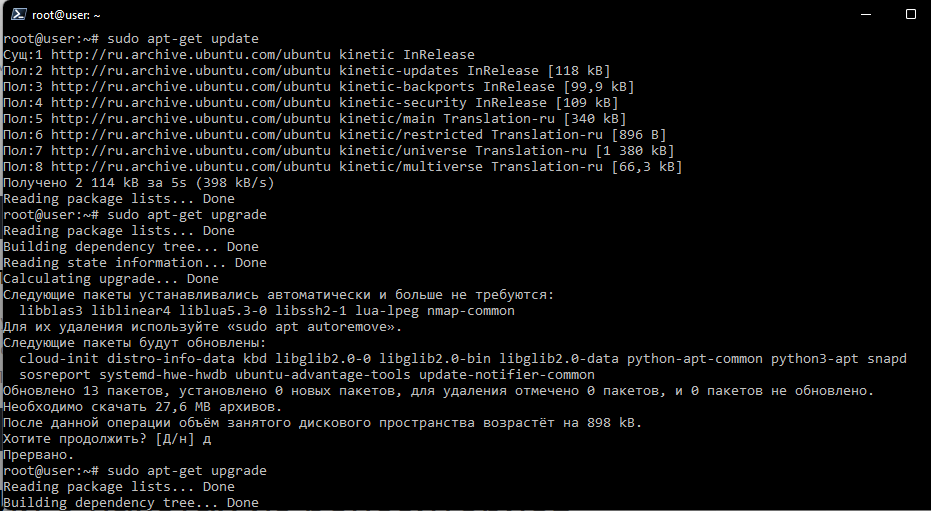 root@user: ~
root@user:~# sudo apt-get update
Сущ:1 http://ru.archive.ubuntu.com/ubuntu kinetic InRelease
Пол:2 http://ru.archive.ubuntu.com/ubuntu kinetic-updates InRelease [118 kB]
Пол:3 http://ru.archive.ubuntu.com/ubuntu kinetic-backports InRelease [99,9 kB]
Пол:4 http://ru.archive.ubuntu.com/ubuntu kinetic-security InRelease [109 kB]
Пол:5 http://ru.archive.ubuntu.com/ubuntu kinetic/main Translation-ru [340 kB]
Пол:6 http://ru.archive.ubuntu.com/ubuntu kinetic/restricted Translation-ru [896 B]
Пол:7 http://ru.archive.ubuntu.com/ubuntu kinetic/universe Translation-ru [1 380 kB]
Пол:8 http://ru.archive.ubuntu.com/ubuntu kinetic/multiverse Translation-ru [66,3 kB]
Получено 2 114 kB за 5s (398 kB/s)
Reading package lists... Done
root@user:~# sudo apt-get upgrade
Reading package lists... Done
Building dependency tree... Done
Reading state information... Done
Calculating upgrade... Done
Следующие пакеты устанавливались автоматически и больше не требуются:
  libblas3 liblinear4 liblua5.3-0 libssh2-1 lua-lpeg nmap-common
Для их удаления используйте «sudo apt autoremove».
Следующие пакеты будут обновлены:
  cloud-init distro-info-data kbd libglib2.0-0 libglib2.0-bin libglib2.0-data python-apt-common python3-apt snapd
  sosreport systemd-hwe-hwdb ubuntu-advantage-tools update-notifier-common
Обновлено 13 пакетов, установлено 0 новых пакетов, для удаления отмечено 0 пакетов, и 0 пакетов не обновлено.
Необходимо скачать 27,6 MB архивов.
После данной операции объём занятого дискового пространства возрастёт на 898 kB.
Хотите продолжить? [Д/н] д
Прервано.
root@user:~# sudo apt-get upgrade
Reading package lists... Done
Building dependency tree... Done